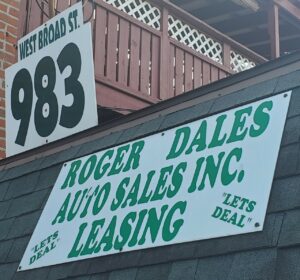 WEST BROAD ST.
983
ROGER DALES
AUTO SALES INC.
LEASING
"LETS
DEAL"
"LETS
DEAL"